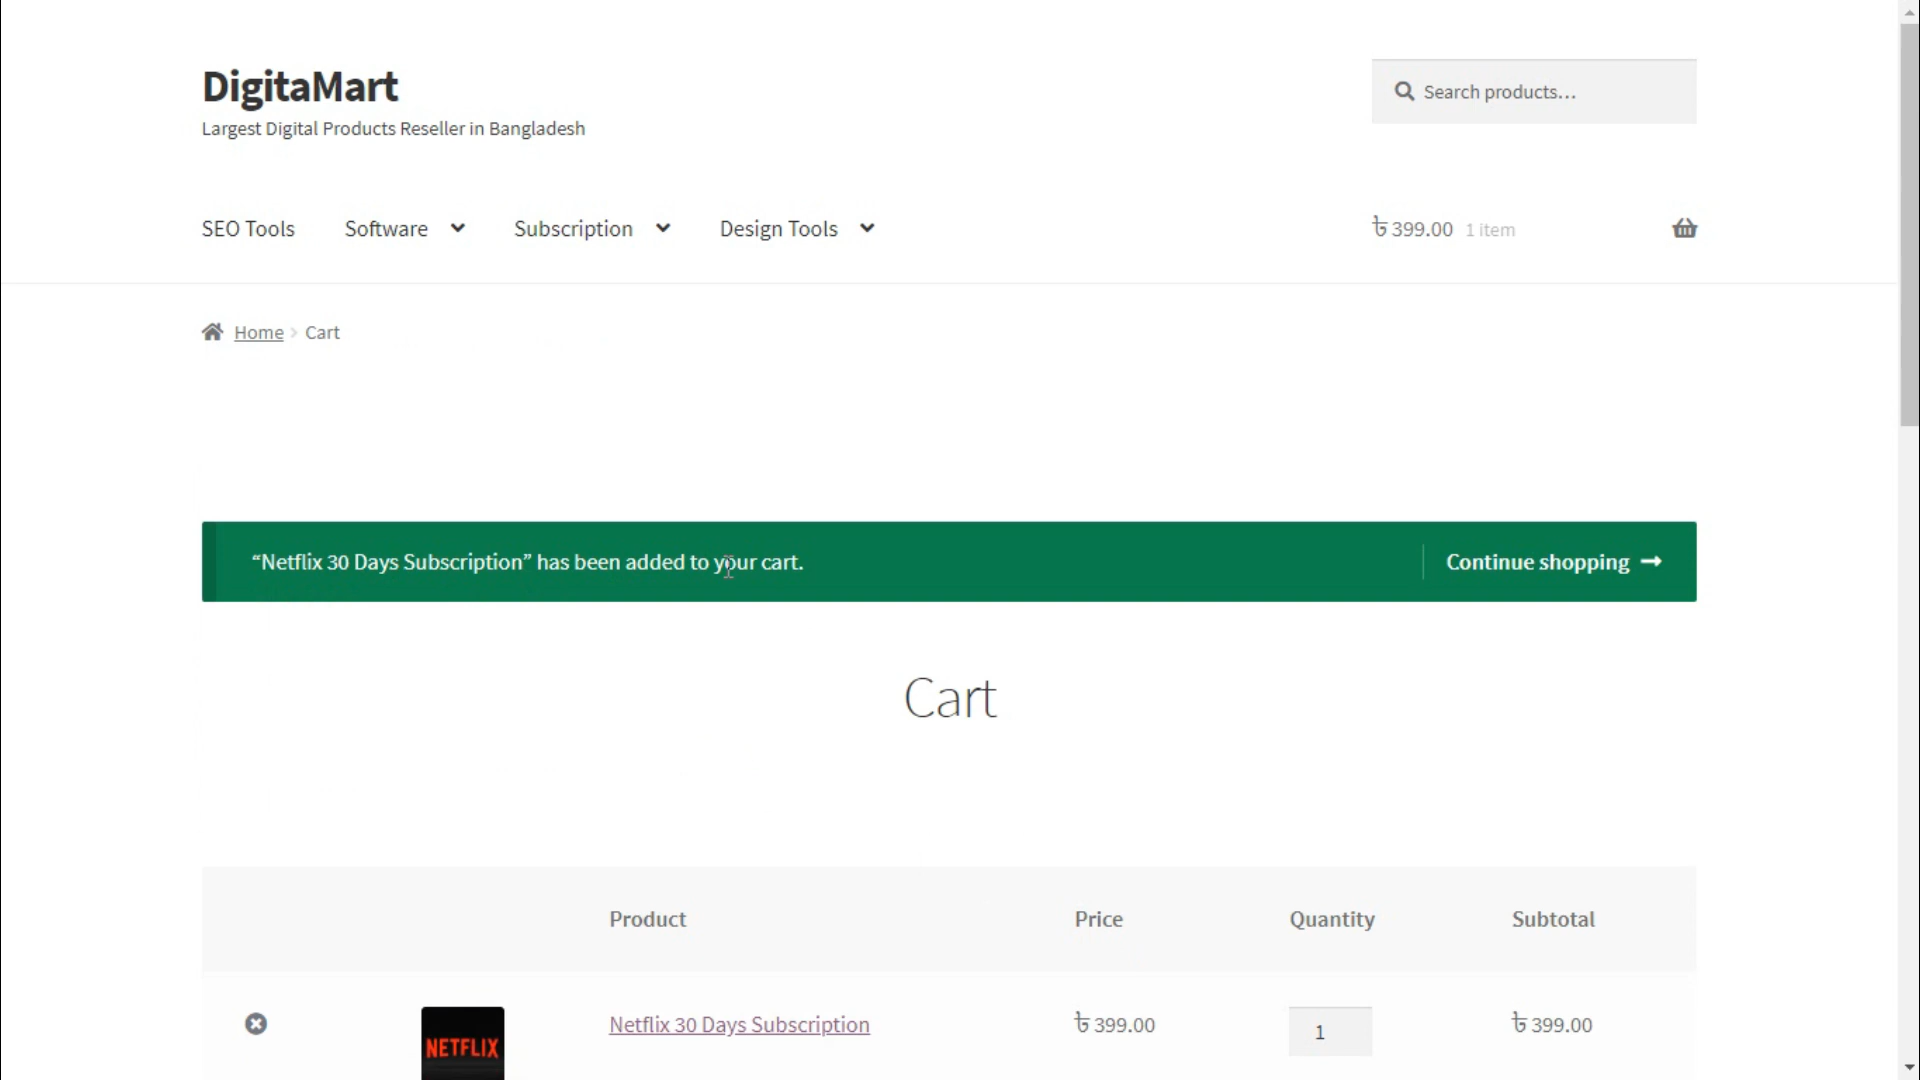 DigitaMart
Largest Digital Products Reseller in Bangladesh
Search products…
SEO Tools Software Subscription Design Tools
৳ 399.00 1 item
Home Cart
“Netflix 30 Days Subscription” has been added to your cart.
Continue shopping
Cart
Product Price Quantity Subtotal
NETFLIX
Netflix 30 Days Subscription ৳ 399.00 1 ৳ 399.00